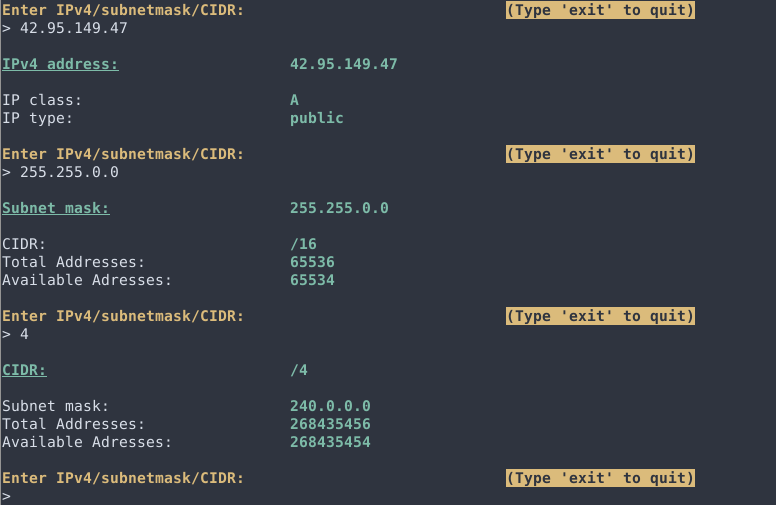 Enter IPv4/subnetmask/CIDR: (Type 'exit' to quit)
> 42.95.149.47
IPv4 address: 42.95.149.47
IP class: A
IP type: public
Enter IPv4/subnetmask/CIDR: (Type 'exit' to quit)
> 255.255.0.0
Subnet mask: 255.255.0.0
CIDR: /16
Total Addresses: 65536
Available Adresses: 65534
Enter IPv4/subnetmask/CIDR: (Type 'exit' to quit)
> 4
CIDR: /4
Subnet mask: 240.0.0.0
Total Addresses: 268435456
Available Adresses: 268435454
Enter IPv4/subnetmask/CIDR: (Type 'exit' to quit)
>